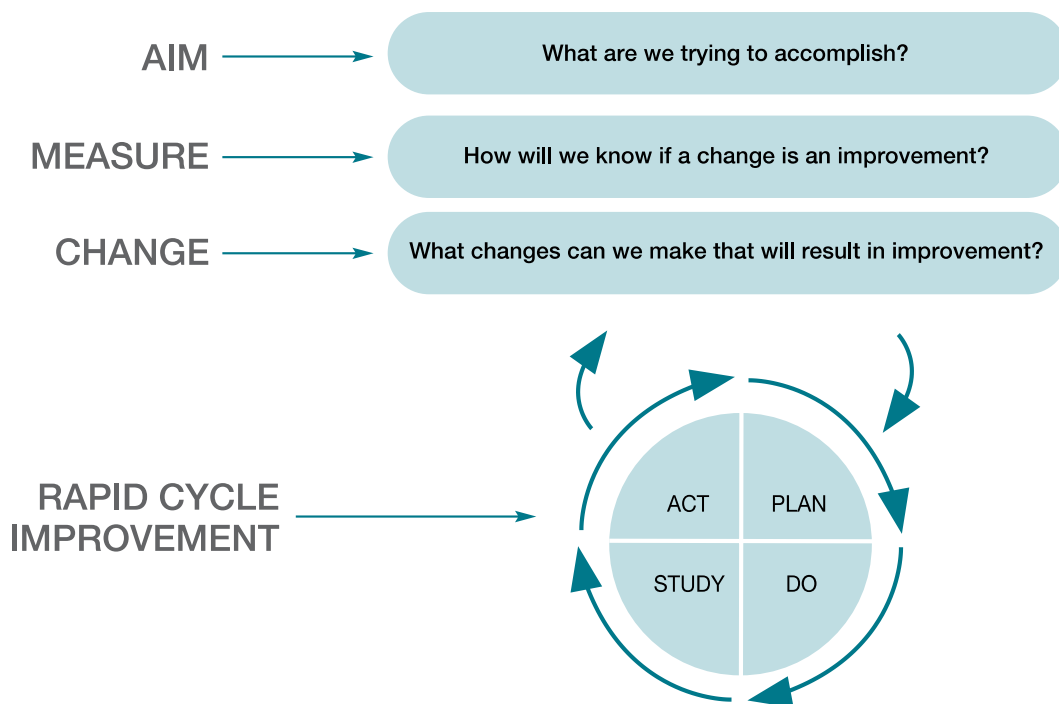 AIM
What are we trying to accomplish?
MEASURE
How will we know if a change is an improvement?
CHANGE
What changes can we make that will result in improvement?
RAPID CYCLE
IMPROVEMENT
ACT
PLAN
STUDY
DO